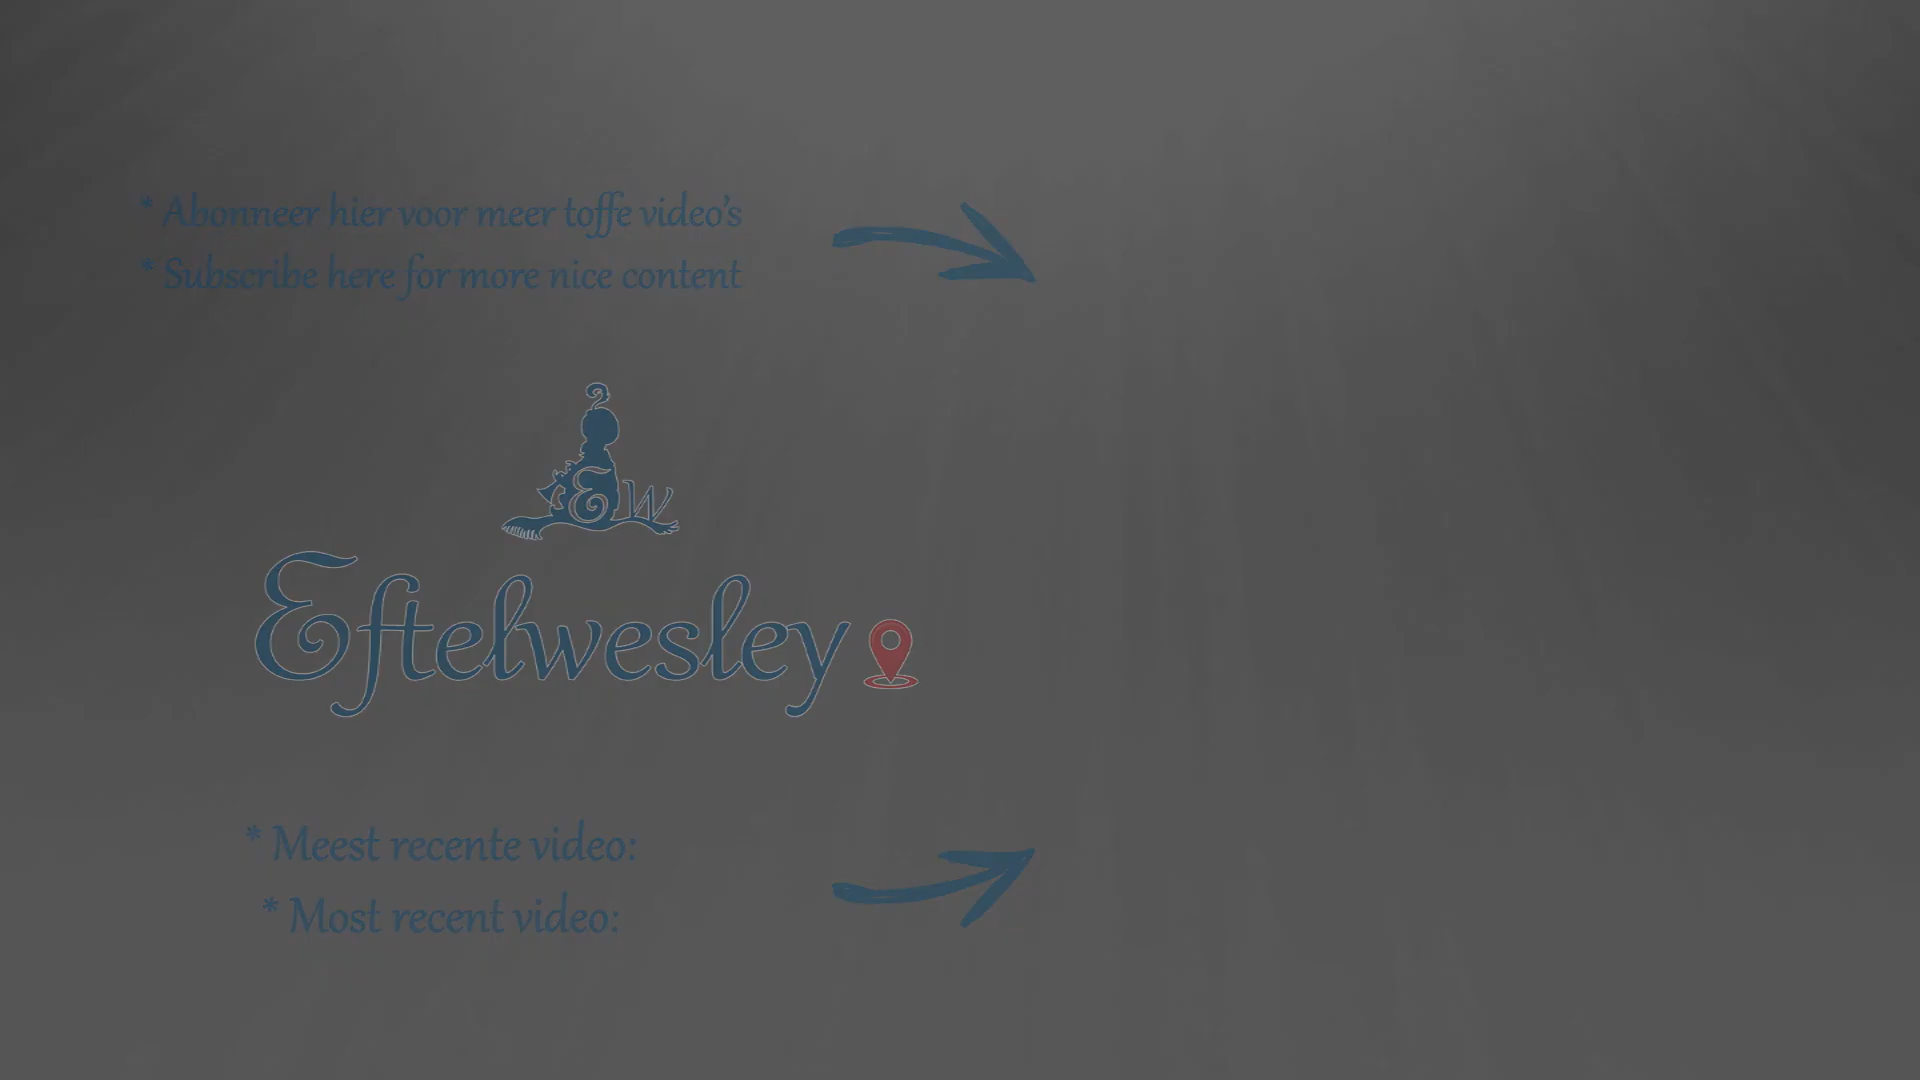 * Abonneer hier voor meer toffe video's
* Subscribe here for more nice content
EW
Eftelwesley
* Meest recente video:
* Most recent video: